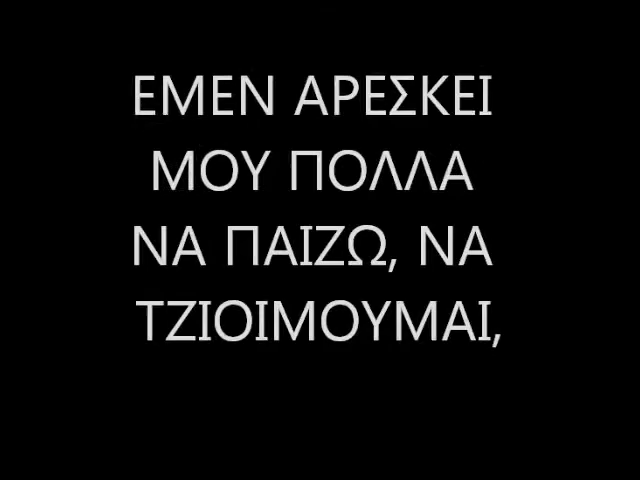 ΕΜΕΝ ΑΡΕΣΚΕΙ
ΜΟΥ ΠΟΛΛΑ
ΝΑ ΠΑΙΖΩ, ΝΑ
ΤΖΙΟΙΜΟΥΜΑΙ,